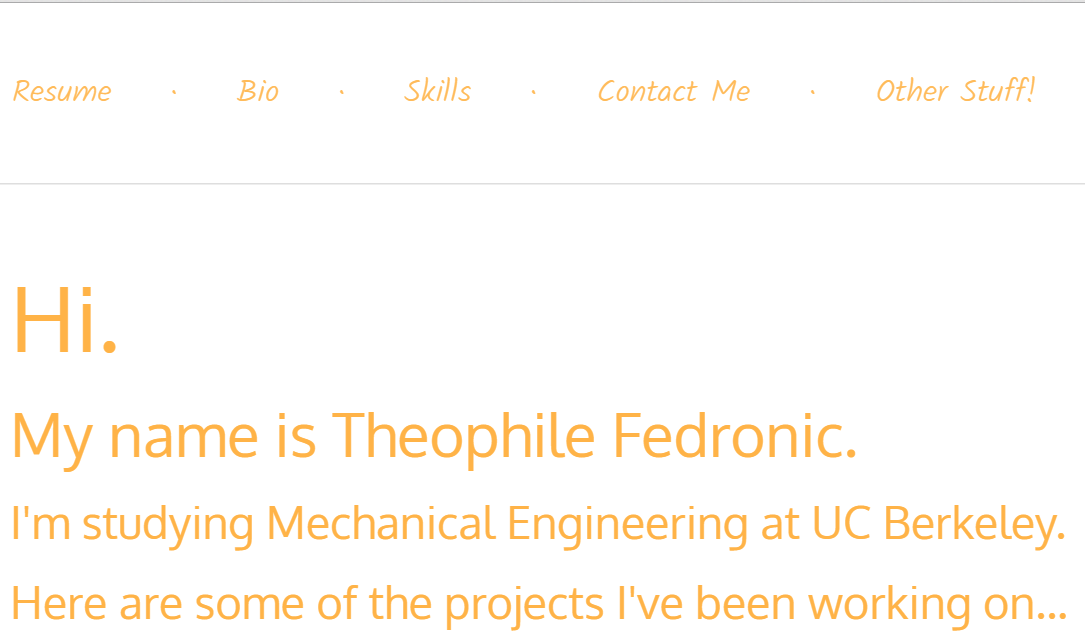 Resume · Bio · Skills · Contact Me · Other Stuff!
Hi.
My name is Theophile Fedronic.
I'm studying Mechanical Engineering at UC Berkeley.
Here are some of the projects I've been working on...